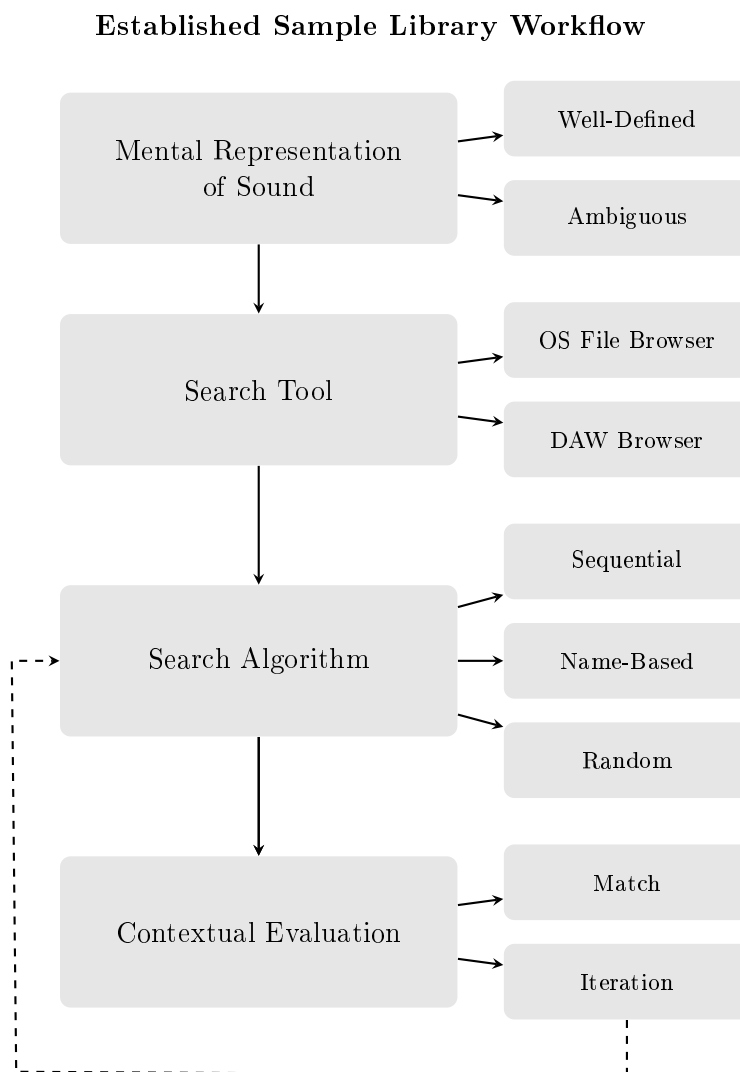 Established Sample Library Workflow
Mental Representation
of Sound
Well-Defined
Ambiguous
Search Tool
OS File Browser
DAW Browser
Search Algorithm
Sequential
Name-Based
Random
Contextual Evaluation
Match
Iteration